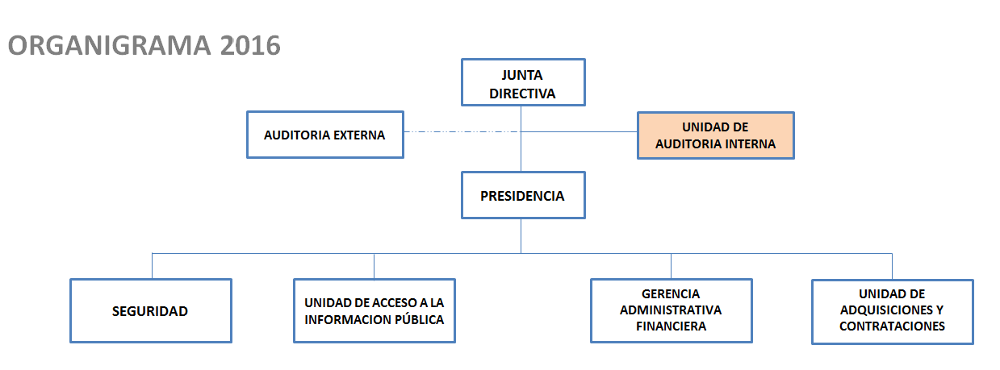 ORGANIGRAMA 2016
JUNTA
DIRECTIVA
AUDITORIA EXTERNA
UNIDAD DE
AUDITORIA INTERNA
PRESIDENCIA
SEGURIDAD
UNIDAD DE ACCESO A LA
INFORMACION PÚBLICA
GERENCIA
ADMINISTRATIVA
FINANCIERA
UNIDAD DE
ADQUISICIONES Y
CONTRATACIONES